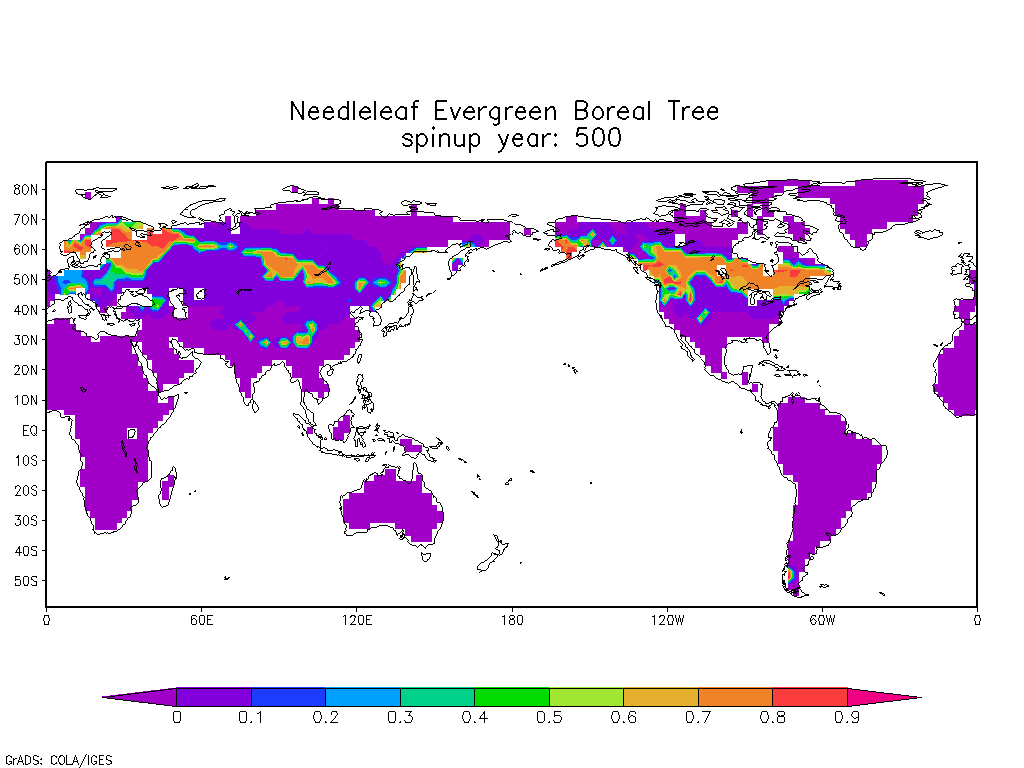 Needleleaf Evergreen Boreal Tree
spinup year: 500
80N
70N
60N
50N
40N
30N
20N
10N
EQ
10S
20S
30S
40S
50S
0 60E 120E 180 120W 60W 0
0 0.1 0.2 0.3 0.4 0.5 0.6 0.7 0.8 0.9
GrADS: COLA/IGES